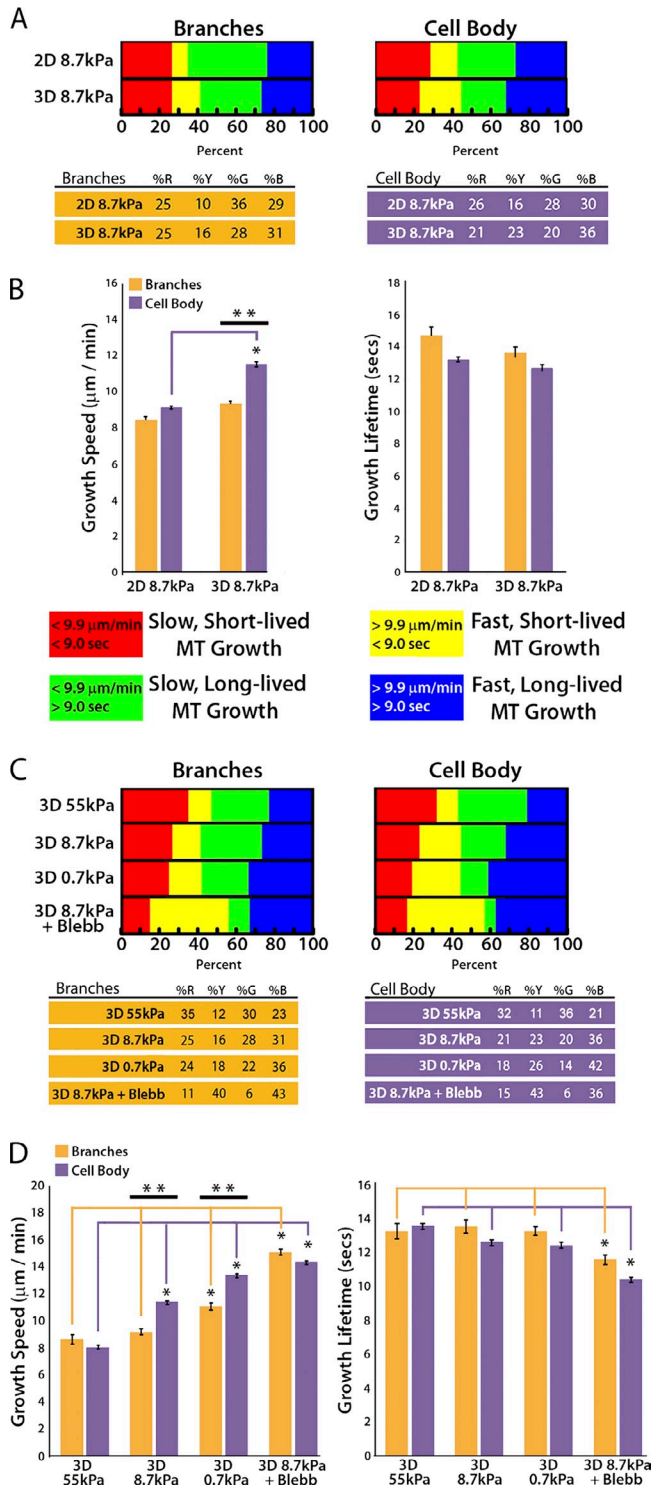 A
Branches
Cell Body
2D 8.7kPa
3D 8.7kPa
0 20 40 60 80 100
0 20 40 60 80 100
Percent
Percent
Branches %R %Y %G %B
2D 8.7kPa 25 10 36 29
3D 8.7kPa 25 16 28 31
Cell Body %R %Y %G %B
2D 8.7kPa 26 16 28 30
3D 8.7kPa 21 23 20 36
B
Branches
Cell Body
Growth Speed (μm / min)
16
14
12
10
8
6
4
2
0
* *
*
2D 8.7kPa 3D 8.7kPa
Growth Lifetime (secs)
18
16
14
12
10
8
6
4
2
0
2D 8.7kPa 3D 8.7kPa
< 9.9 μm/min
< 9.0 sec
Slow, Short-lived
MT Growth
> 9.9 μm/min
< 9.0 sec
Fast, Short-lived
MT Growth
< 9.9 μm/min
> 9.0 sec
Slow, Long-lived
MT Growth
> 9.9 μm/min
> 9.0 sec
Fast, Long-lived
MT Growth
C
Branches
Cell Body
3D 55kPa
3D 8.7kPa
3D 0.7kPa
3D 8.7kPa
+ Blebb
0 20 40 60 80 100
0 20 40 60 80 100
Percent
Percent
Branches %R %Y %G %B
3D 55kPa 35 12 30 23
3D 8.7kPa 25 16 28 31
3D 0.7kPa 24 18 22 36
3D 8.7kPa + Blebb 11 40 6 43
Cell Body %R %Y %G %B
3D 55kPa 32 11 36 21
3D 8.7kPa 21 23 20 36
3D 0.7kPa 18 26 14 42
3D 8.7kPa + Blebb 15 43 6 36
D
Branches
Cell Body
Growth Speed (μm / min)
20
18
16
14
12
10
8
6
4
2
0
* *
* *
*
*
*
*
*
3D
55kPa
3D
8.7kPa
3D
0.7kPa
3D 8.7kPa
+ Blebb
Growth Lifetime (secs)
16
14
12
10
8
6
4
2
0
*
*
3D
55kPa
3D
8.7kPa
3D
0.7kPa
3D 8.7kPa
+ Blebb